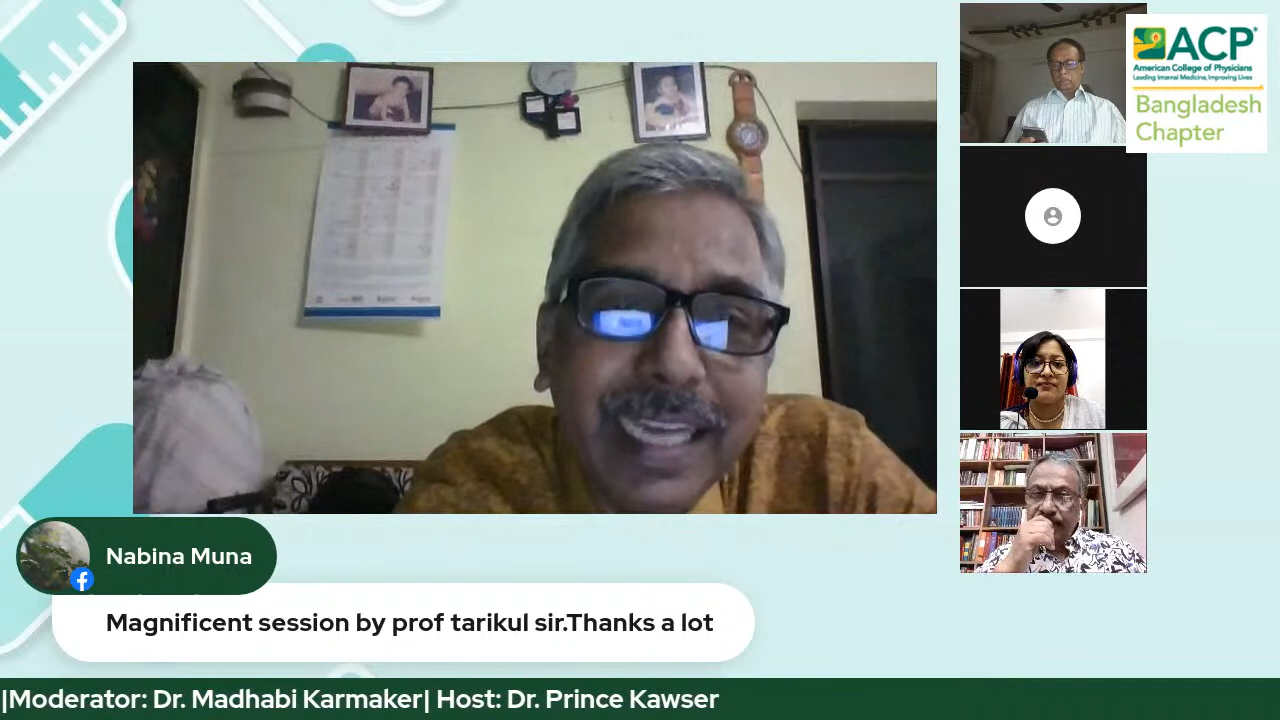 ACP
American College of Physicians
Leading Internal Medicine, Improving Lives
Bangladesh
Chapter
Nabina Muna
Magnificent session by prof tarikul sir.Thanks a lot
|Moderator: Dr. Madhabi Karmaker| Host: Dr. Prince Kawser